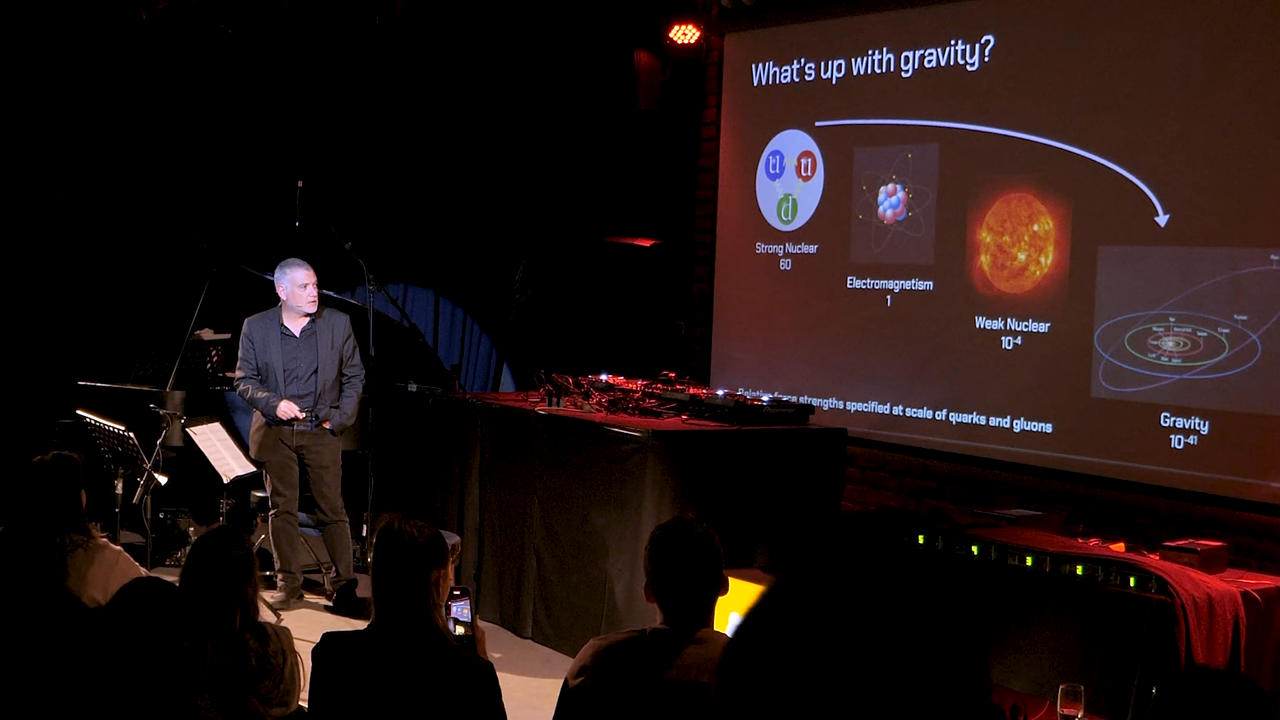 What's up with gravity?
u u
d
Strong Nuclear
60
Electromagnetism
1
Weak Nuclear
10⁻⁴
Gravity
10⁻⁴¹
Relative force strengths specified at scale of quarks and gluons